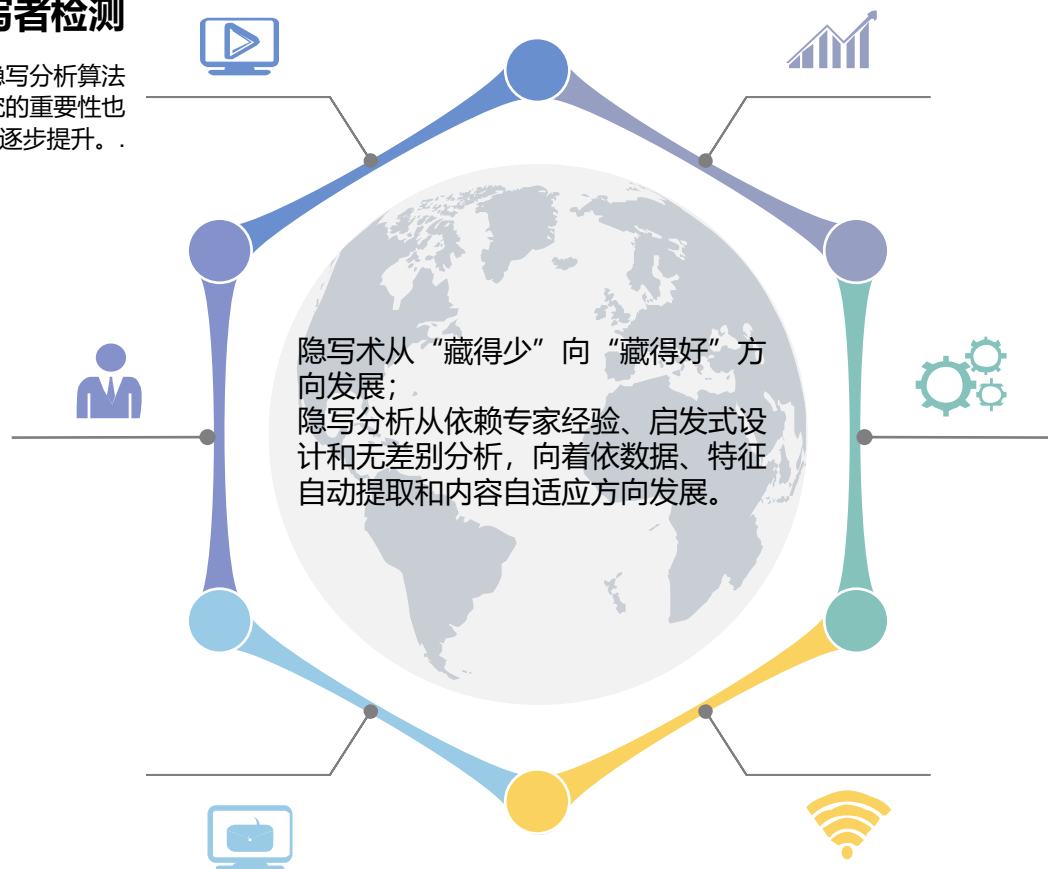 者检测
写分析算法
的重要性也
逐步提升。.
隐写术从“藏得少”向“藏得好”方
向发展；
隐写分析从依赖专家经验、启发式设
计和无差别分析，向着依数据、特征
自动提取和内容自适应方向发展。